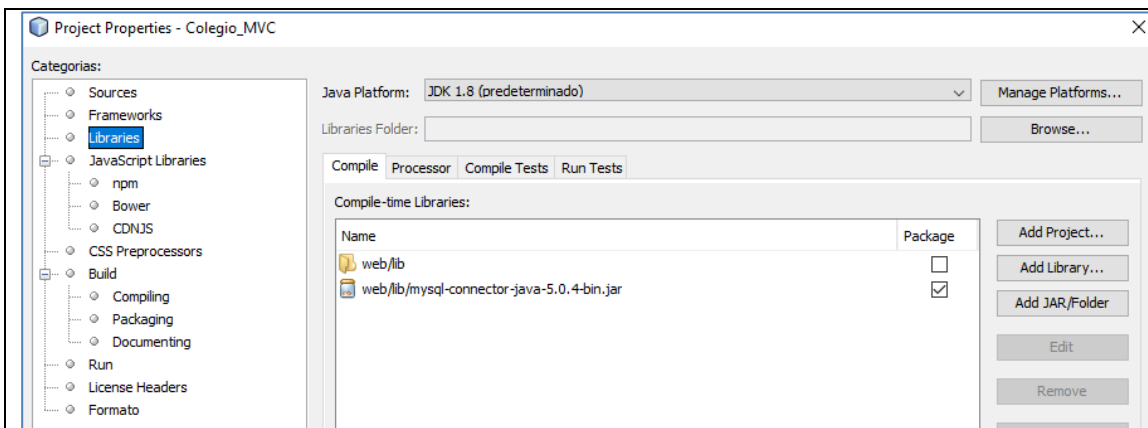 Project Properties - Colegio_MVC
Categorias:
Sources
Frameworks
Libraries
JavaScript Libraries
npm
Bower
CDNJS
CSS Preprocessors
Build
Compiling
Packaging
Documenting
Run
License Headers
Formato
Java Platform: JDK 1.8 (predeterminado) Manage Platforms...
Libraries Folder: Browse...
Compile Processor Compile Tests Run Tests
Compile-time Libraries:
Name Package
web/lib
web/lib/mysql-connector-java-5.0.4-bin.jar
Add Project...
Add Library...
Add JAR/Folder
Edit
Remove